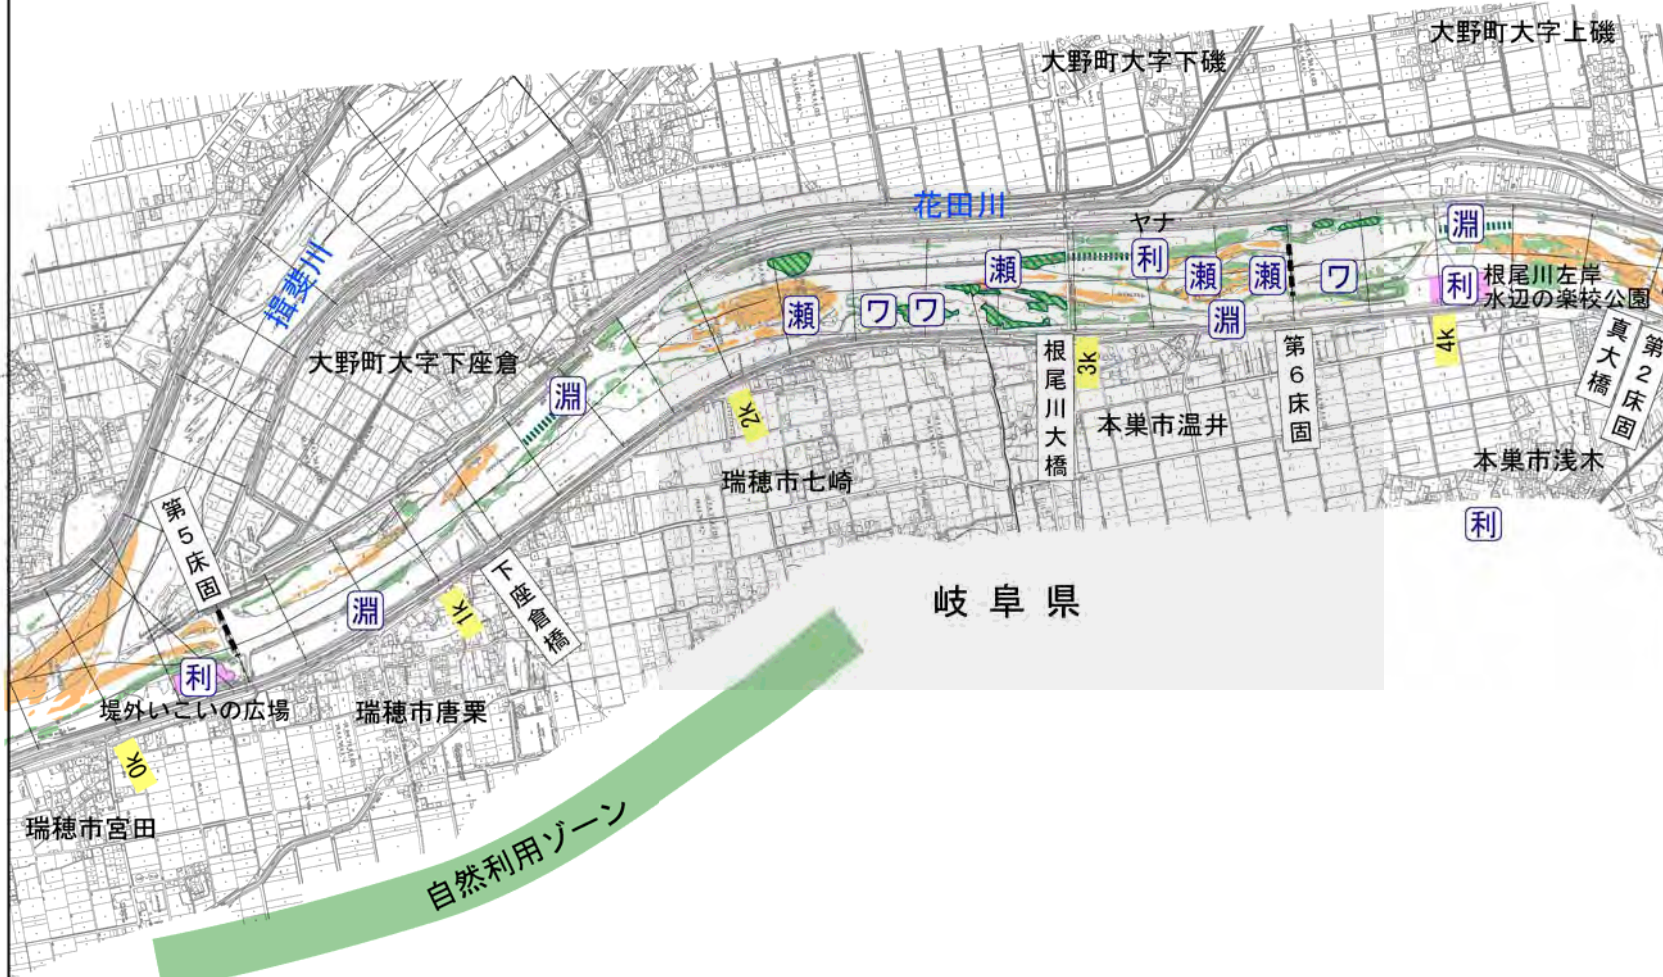 大野町大字上磯
大野町大字下磯
花田川
ヤナ
揖斐川
淵
利
瀬
瀬
瀬
ワ
利
根尾川左岸
水辺の楽校公園
瀬
ワ
ワ
淵
真大橋
第2床固
4k
3k
根尾川大橋
第6床固
大野町大字下座倉
淵
2k
本巣市温井
本巣市浅木
瑞穂市七崎
利
第5床固
下座倉橋
1k
淵
岐阜県
利
堤外いこいの広場
瑞穂市唐栗
0k
瑞穂市宮田
自然利用ゾーン